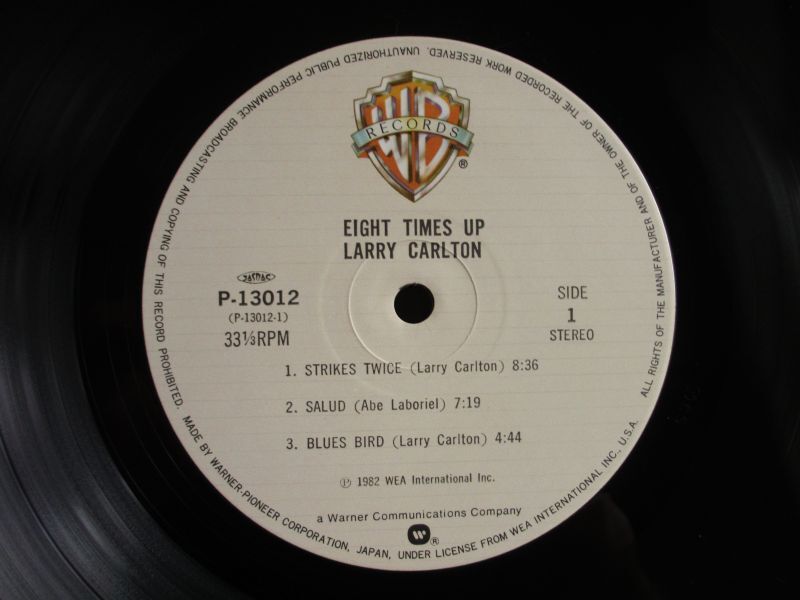 WB
RECORDS
®
EIGHT TIMES UP
LARRY CARLTON
JASRAC
P-13012
(P-13012-1)
33⅓RPM
SIDE
1
STEREO
1. STRIKES TWICE (Larry Carlton) 8:36
2. SALUD (Abe Laboriel) 7:19
3. BLUES BIRD (Larry Carlton) 4:44
Ⓟ 1982 WEA International Inc.
a Warner Communications Company
®
MADE BY WARNER-PIONEER CORPORATION, JAPAN, UNDER LICENSE FROM WEA INTERNATIONAL INC., U.S.A. ALL RIGHTS OF THE MANUFACTURER AND OF THE OWNER OF THE RECORDED WORK RESERVED. UNAUTHORIZED PUBLIC PERFORMANCE BROADCASTING AND COPYING OF THIS RECORD PROHIBITED.